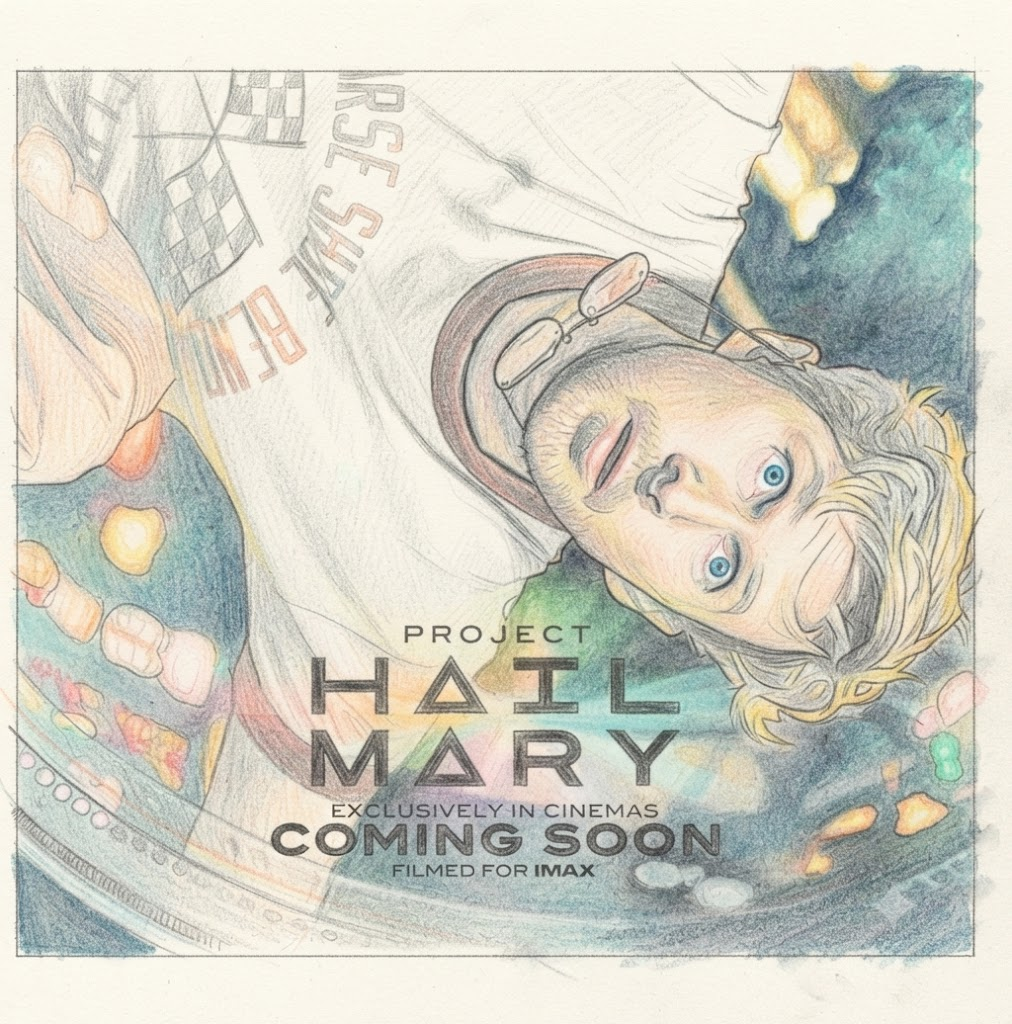 PROJECT
HAIL
MARY
EXCLUSIVELY IN CINEMAS
COMING SOON
FILMED FOR IMAX